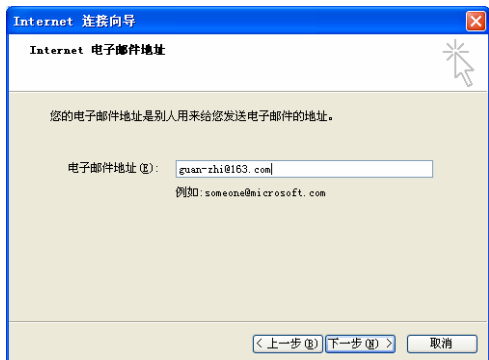 Internet 连接向导
Internet 电子邮件地址
您的电子邮件地址是别人用来给您发送电子邮件的地址。
电子邮件地址(E): guan-zhi@163.com
例如:someone@microsoft.com
< 上一步(B) 下一步(N) > 取消